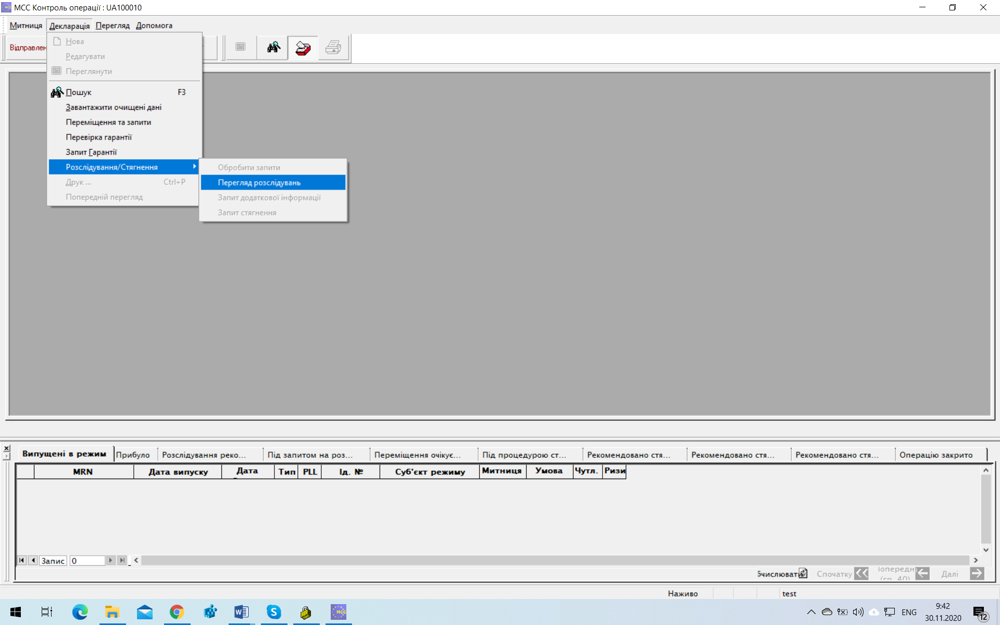 МСС Контроль операції : UA100010
Митниця Декларація Перегляд Допомога
Відправлен
Нова
Редагувати
Переглянути
Пошук F3
Завантажити очищені дані
Переміщення та запити
Перевірка гарантії
Запит Гарантії
Розслідування/Стягнення
Друк ... Ctrl+P
Попередній перегляд
Обробити запити
Перегляд розслідувань
Запит додаткової інформації
Запит стягнення
Випущені в режим Прибуло Розслідування реко... Під запитом на роз... Переміщення очікує... Під процедурою ст... Рекомендовано стя... Рекомендовано стя... Рекомендовано стя... Операцію закрито
MRN Дата випуску Дата Тип PLL Ід. № Суб'єкт режиму Митниця Умова Чутл. Ризи
Запис 0
Спочатку Далі
Наживо test
MCC
ENG
9:42
30.11.2020
12